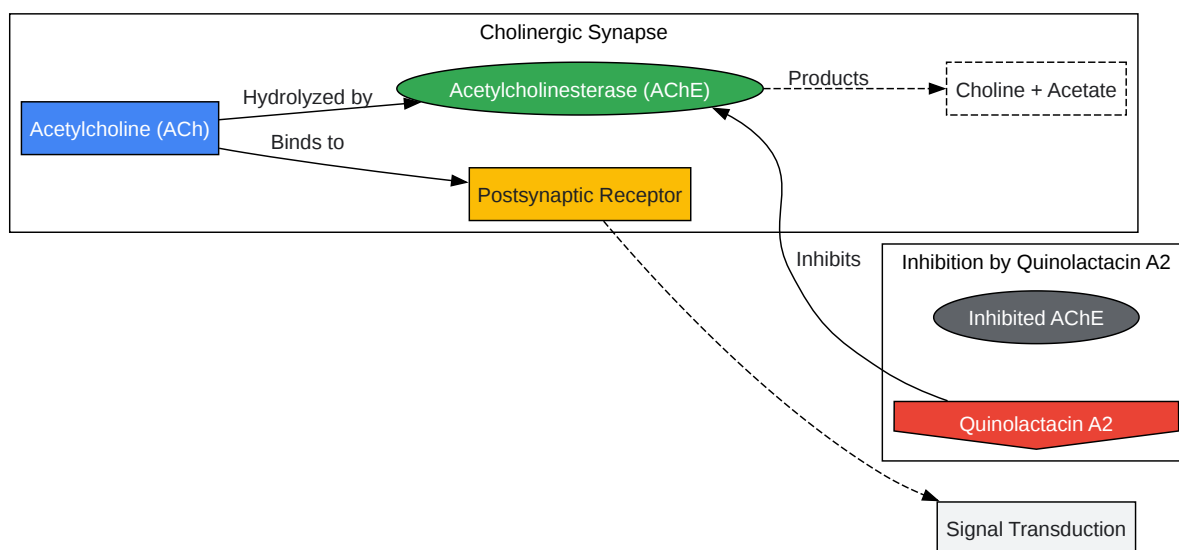 Cholinergic Synapse
Acetylcholine (ACh)
Hydrolyzed by
Acetylcholinesterase (AChE)
Products
Choline + Acetate
Binds to
Postsynaptic Receptor
Inhibits
Inhibition by Quinolactacin A2
Inhibited AChE
Quinolactacin A2
Signal Transduction